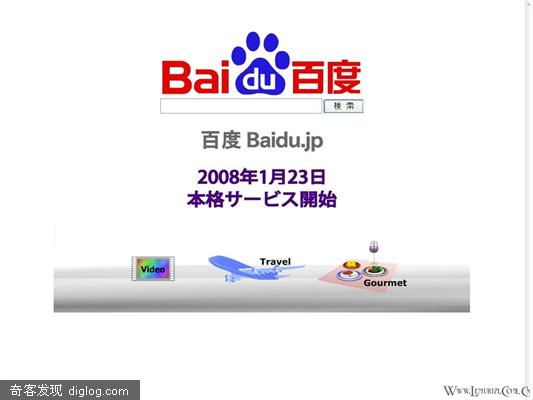 Bai du 百度
検 索
百度 Baidu.jp
2008年1月23日
本格サービス開始
Video
Travel
Gourmet
奇客发现 diglog.com